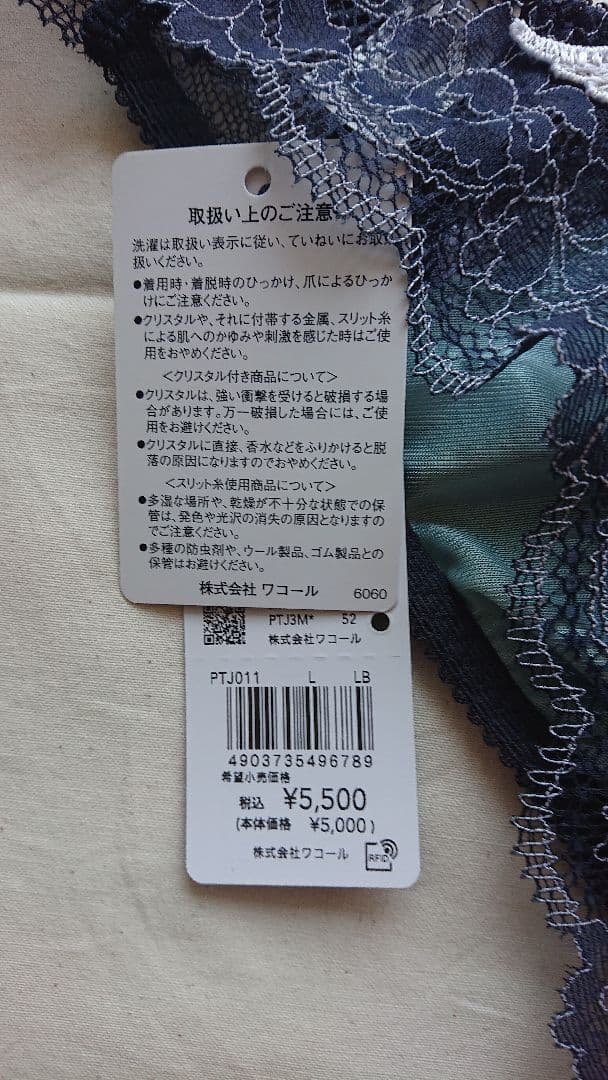 取扱い上のご注意
洗濯は取扱い表示に従い、ていねいにお取り
扱いください。
●着用時・着脱時のひっかけ、爪によるひっか
けにご注意ください。
●クリスタルや、それに付帯する金属、スリット糸
による肌へのかゆみや刺激を感じた時はご使
用をおやめください。
<クリスタル付き商品について>
●クリスタルは、強い衝撃を受けると破損する場
合があります。万一破損した場合には、ご使
用をお避けください。
●クリスタルに直接、香水などをふりかけると脱
落の原因になりますのでおやめください。
<スリット糸使用商品について>
●多湿な場所や、乾燥が不十分な状態での保
管は、発色や光沢の消失の原因となりますの
でご注意ください。
●多種の防虫剤や、ウール製品、ゴム製品との
保管はお避けください。
株式会社 ワコール 6060
PTJ3M* 52
株式会社ワコール
PTJ011 L LB
4903735496789
希望小売価格
税込 ¥5,500
(本体価格 ¥5,000)
株式会社ワコール RFID